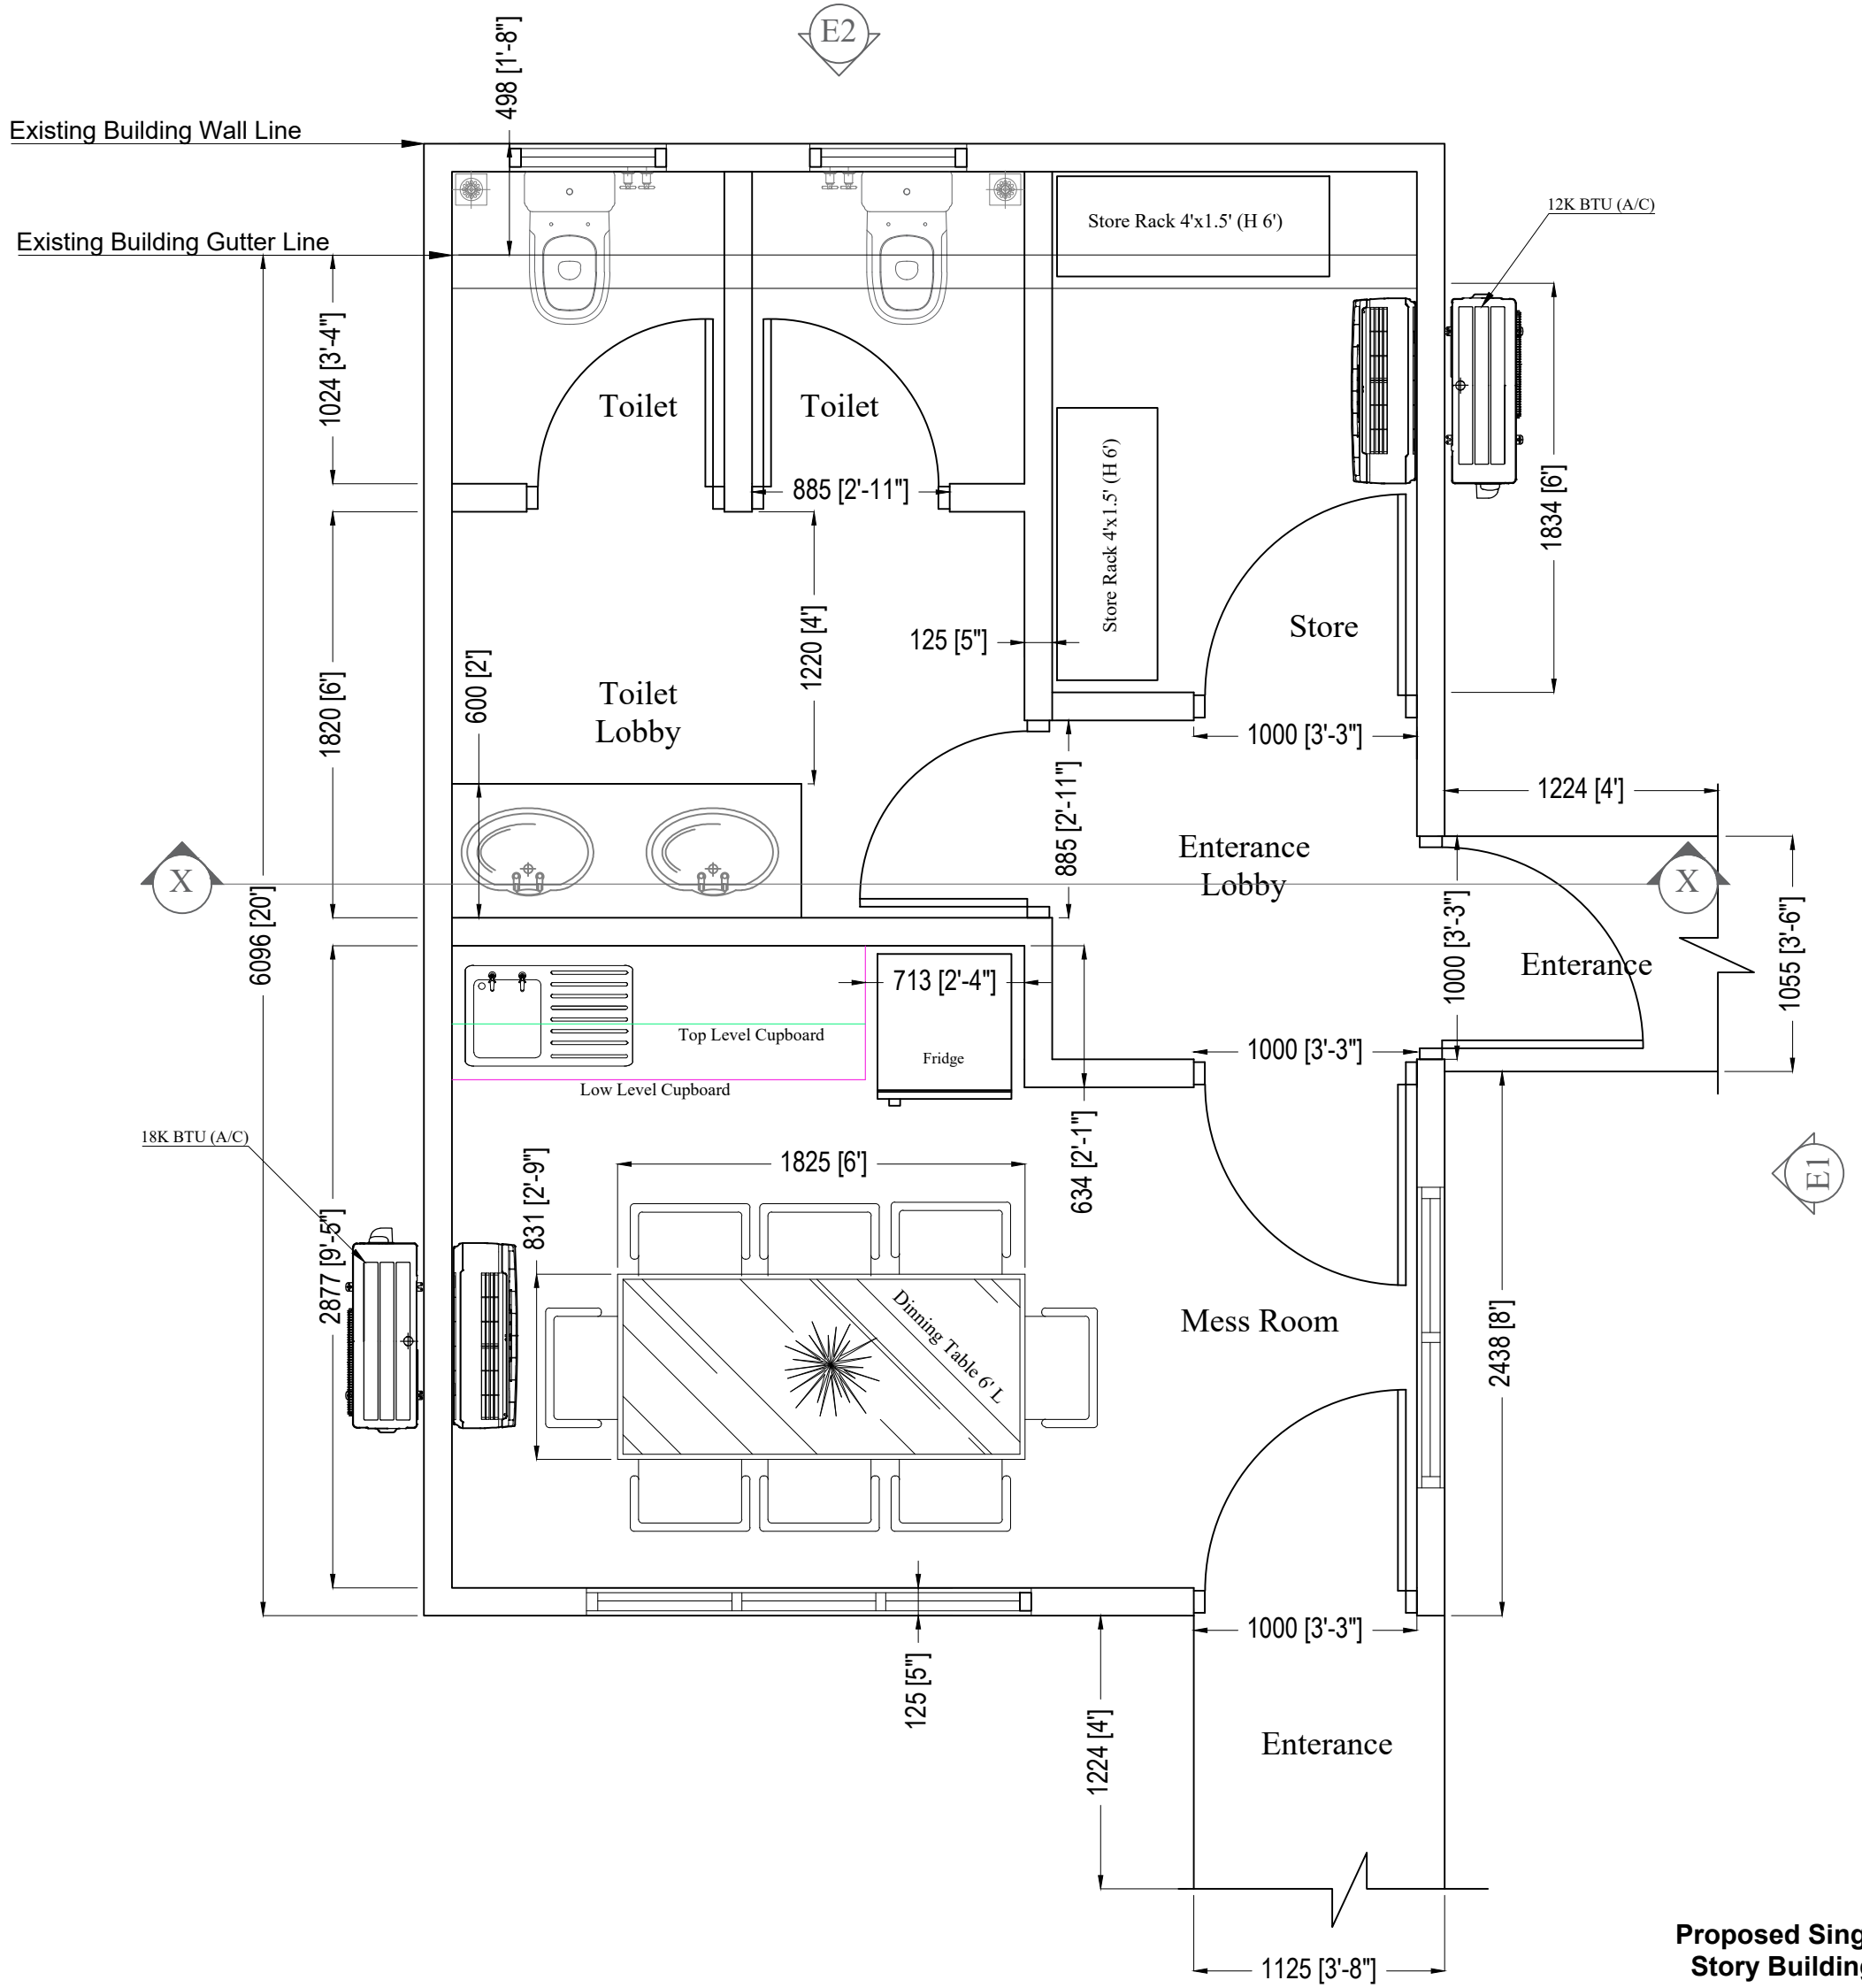 E2
498 [1'-8"]
Existing Building Wall Line
Existing Building Gutter Line
Store Rack 4'x1.5' (H 6')
12K BTU (A/C)
1024 [3'-4"]
Toilet
Toilet
885 [2'-11"]
Store Rack 4'x1.5' (H 6')
1834 [6']
1820 [6']
600 [2']
1220 [4']
125 [5"]
Store
Toilet
Lobby
1000 [3'-3"]
1224 [4']
885 [2'-11"]
Enterance
Lobby
X
X
6096 [20']
1000 [3'-3"]
1055 [3'-6"]
Enterance
713 [2'-4"]
Top Level Cupboard
Fridge
1000 [3'-3"]
Low Level Cupboard
18K BTU (A/C)
634 [2'-1"]
1825 [6']
831 [2'-9"]
E1
2877 [9'-5"]
Dinning Table 6' L
Mess Room
2438 [8']
1000 [3'-3"]
125 [5"]
1224 [4']
Enterance
1125 [3'-8"]
Proposed Sing
Story Building